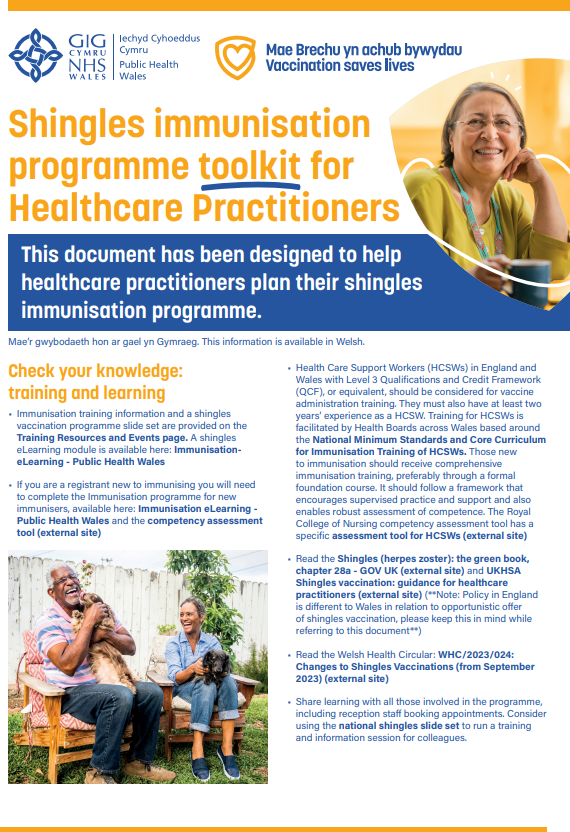 GIG
CYMRU
NHS
WALES
Iechyd Cyhoeddus
Cymru
Public Health
Wales
Mae Brechu yn achub bywydau
Vaccination saves lives
Shingles immunisation
programme toolkit for
Healthcare Practitioners
This document has been designed to help
healthcare practitioners plan their shingles
immunisation programme.
Mae'r gwybodaeth hon ar gael yn Gymraeg. This information is available in Welsh.
Check your knowledge:
training and learning
• Immunisation training information and a shingles
vaccination programme slide set are provided on the
Training Resources and Events page. A shingles
eLearning module is available here: Immunisation-
eLearning - Public Health Wales
• If you are a registrant new to immunising you will need
to complete the Immunisation programme for new
immunisers, available here: Immunisation eLearning -
Public Health Wales and the competency assessment
tool (external site)
• Health Care Support Workers (HCSWs) in England and
Wales with Level 3 Qualifications and Credit Framework
(QCF), or equivalent, should be considered for vaccine
administration training. They must also have at least two
years' experience as a HCSW. Training for HCSWs is
facilitated by Health Boards across Wales based around
the National Minimum Standards and Core Curriculum
for Immunisation Training of HCSWs. Those new
to immunisation should receive comprehensive
immunisation training, preferably through a formal
foundation course. It should follow a framework that
encourages supervised practice and support and also
enables robust assessment of competence. The Royal
College of Nursing competency assessment tool has a
specific assessment tool for HCSWs (external site)
• Read the Shingles (herpes zoster): the green book,
chapter 28a - GOV UK (external site) and UKHSA
Shingles vaccination: guidance for healthcare
practitioners (external site) (**Note: Policy in England
is different to Wales in relation to opportunistic offer
of shingles vaccination, please keep this in mind while
referring to this document**)
• Read the Welsh Health Circular: WHC/2023/024:
Changes to Shingles Vaccinations (from September
2023) (external site)
• Share learning with all those involved in the programme,
including reception staff booking appointments. Consider
using the national shingles slide set to run a training
and information session for colleagues.